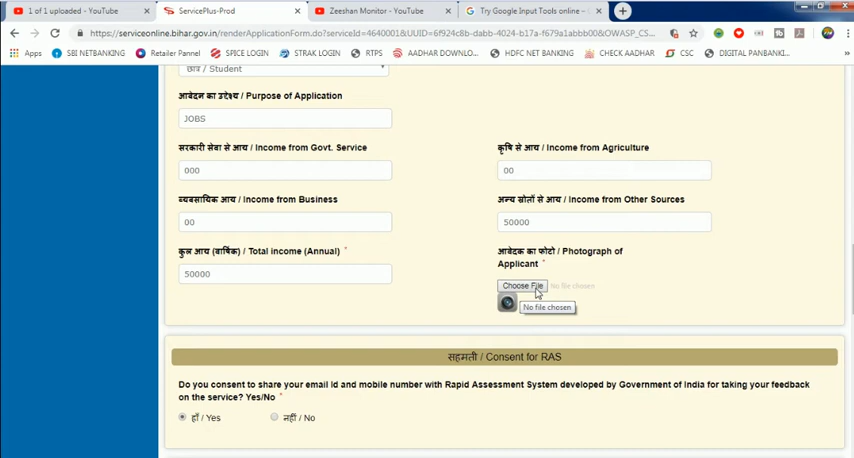 1 of 1 uploaded - YouTube
ServicePlus-Prod
Zeeshan Monitor - YouTube
Try Google Input Tools online –
https://serviceonline.bihar.gov.in/renderApplicationForm.do?serviceId=4640001&UUID=6f924c8b-dabb-4024-b17a-f679a1abbb00&OWASP_CS...
Apps
SBI NETBANKING
Retailer Pannel
SPICE LOGIN
STRAK LOGIN
RTPS
AADHAR DOWNLO...
HDFC NET BANKING
CHECK AADHAR
CSC
DIGITAL PANBANKI...
छात्र / Student
आवेदन का उद्देश्य / Purpose of Application
JOBS
सरकारी सेवा से आय / Income from Govt. Service
कृषि से आय / Income from Agriculture
000
00
व्यवसायिक आय / Income from Business
अन्य स्रोतों से आय / Income from Other Sources
00
50000
कुल आय (वार्षिक) / Total income (Annual) *
आवेदक का फोटो / Photograph of
Applicant *
50000
Choose File No file chosen
No file chosen
सहमती / Consent for RAS
Do you consent to share your email Id and mobile number with Rapid Assessment System developed by Government of India for taking your feedback
on the service? Yes/No *
हाँ / Yes
नहीं / No